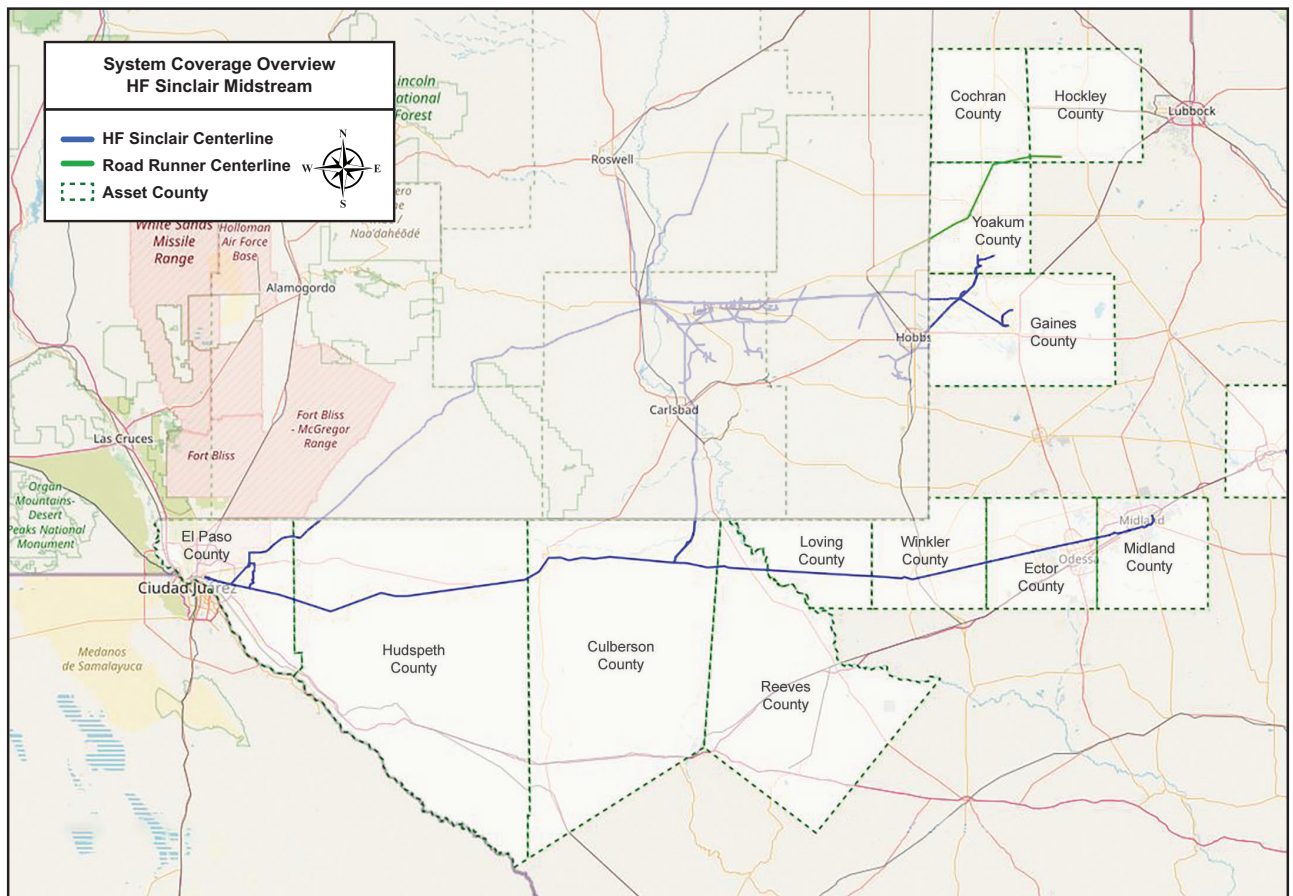 System Coverage Overview
HF Sinclair Midstream
HF Sinclair Centerline
Road Runner Centerline
Asset County
N
W
E
S
Forest
Roswell
Cochran
County
Hockley
County
Lubbock
White Sands
Missile
Range
Holloman
Air Force
Base
Naa'dahéōdé
Alamogordo
Yoakum
County
Gaines
County
Hobbs
Carlsbad
Las Cruces
Fort Bliss
- McGregor
Range
Fort Bliss
Organ
Mountains-
Desert
Peaks National
Monument
El Paso
County
Ciudad Juárez
Medanos
de Samalayuca
Hudspeth
County
Culberson
County
Reeves
County
Loving
County
Winkler
County
Ector
County
Odessa
Midland
Midland
County